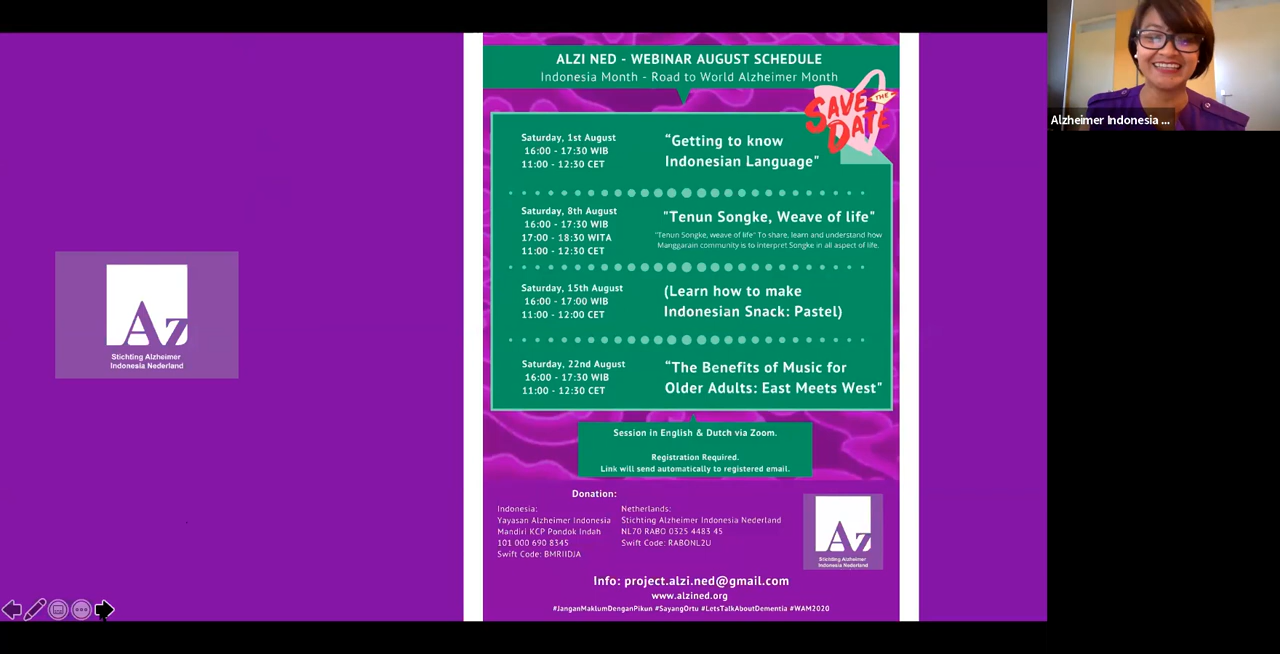 ALZI NED - WEBINAR AUGUST SCHEDULE
Indonesia Month - Road to World Alzheimer Month
SAVE THE DATE
Saturday, 1st August
16:00 - 17:30 WIB
11:00 - 12:30 CET
“Getting to know
Indonesian Language"
Saturday, 8th August
16:00 - 17:30 WIB
17:00 - 18:30 WITA
11:00 - 12:30 CET
"Tenun Songke, Weave of life"
"Tenun Songke, weave of life" To share, learn and understand how
Manggarain community is to interpret Songke in all aspect of life.
Saturday, 15th August
16:00 - 17:00 WIB
11:00 - 12:00 CET
(Learn how to make
Indonesian Snack: Pastel)
Saturday, 22nd August
16:00 - 17:30 WIB
11:00 - 12:30 CET
“The Benefits of Music for
Older Adults: East Meets West"
Session in English & Dutch via Zoom.
Registration Required.
Link will send automatically to registered email.
Donation:
Indonesia:
Yayasan Alzheimer Indonesia
Mandiri KCP Pondok Indah
101 000 690 8345
Swift Code: BMRIIDJA
Netherlands:
Stichting Alzheimer Indonesia Nederland
NL70 RABO 0325 4483 45
Swift Code: RABONL2U
Az
Stichting Alzheimer
Indonesia Nederland
Info: project.alzi.ned@gmail.com
www.alzined.org
#JanganMaklumDenganPikun #SayangOrtu #LetsTalkAboutDementia #WAM2020
Az
Stichting Alzheimer
Indonesia Nederland
Alzheimer Indonesia ...